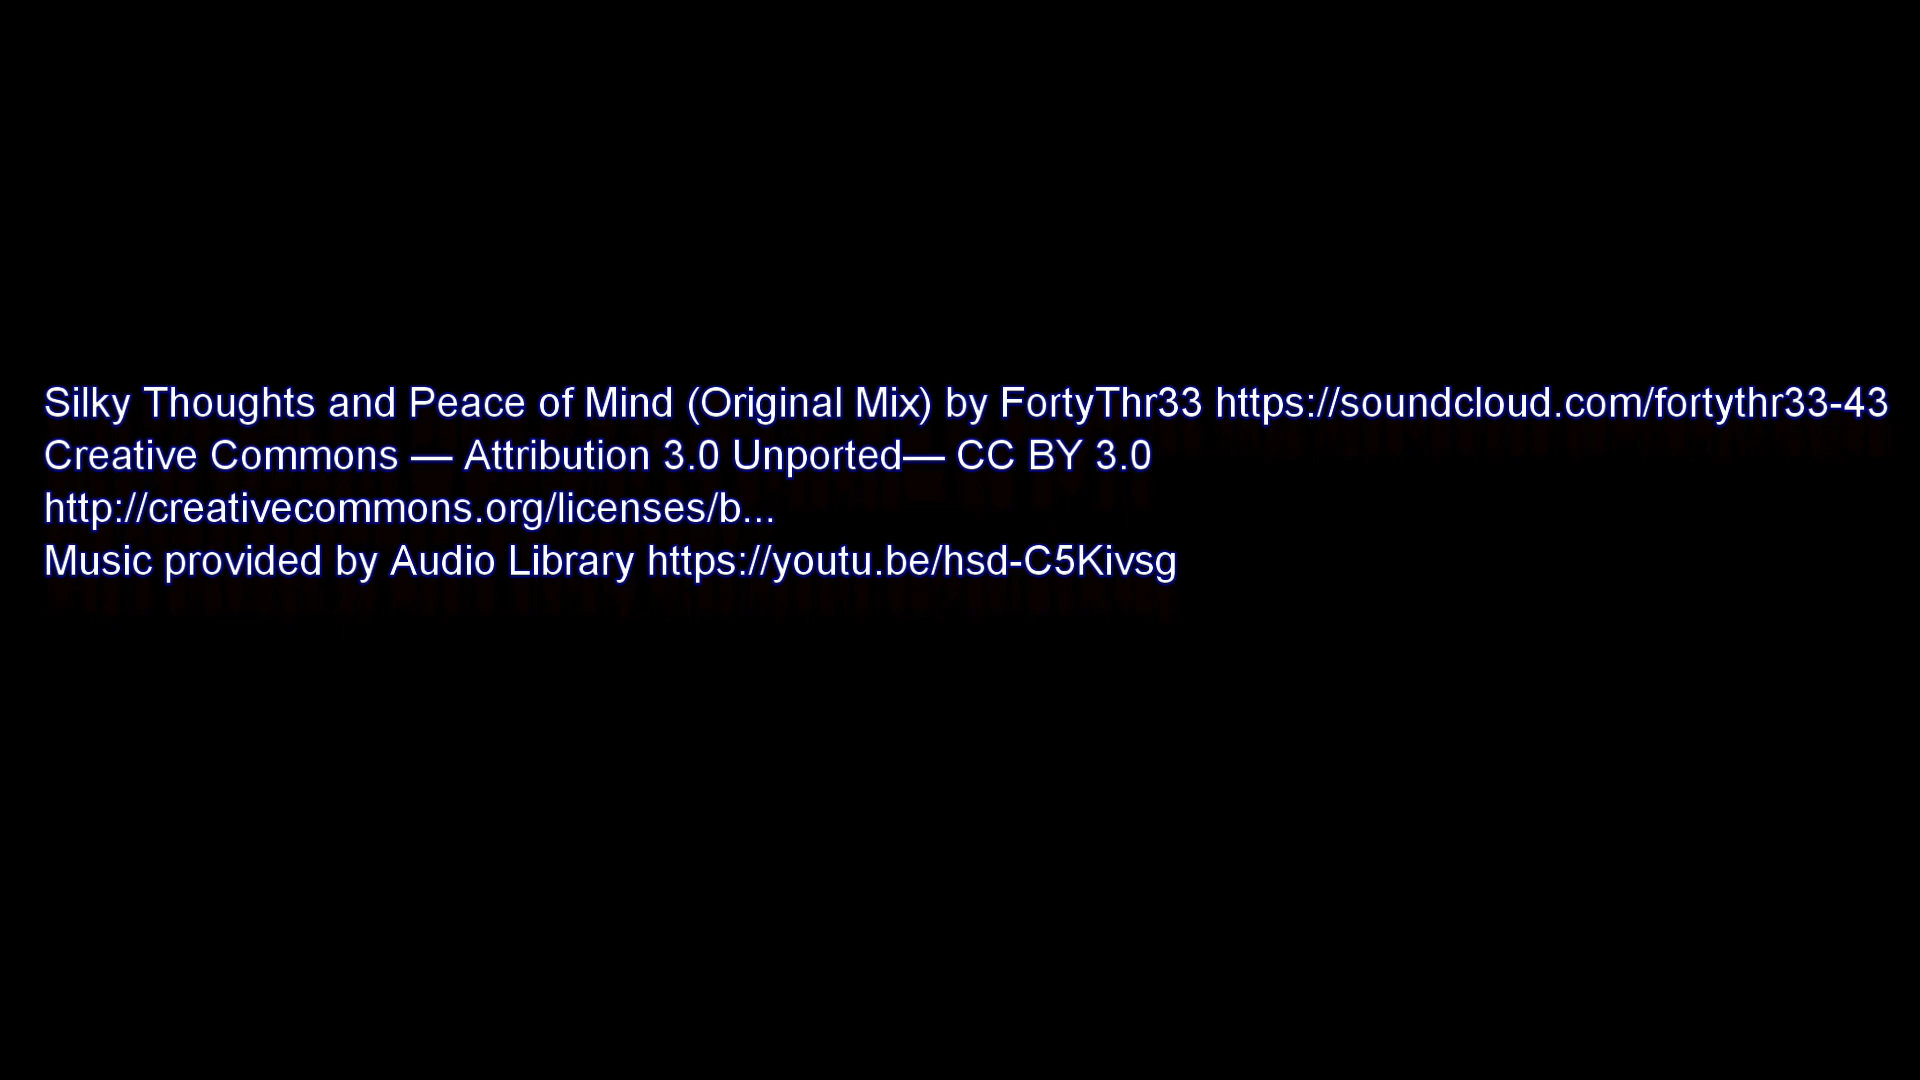 Silky Thoughts and Peace of Mind (Original Mix) by FortyThr33 https://soundcloud.com/fortythr33-43
Creative Commons — Attribution 3.0 Unported— CC BY 3.0
http://creativecommons.org/licenses/b...
Music provided by Audio Library https://youtu.be/hsd-C5Kivsg